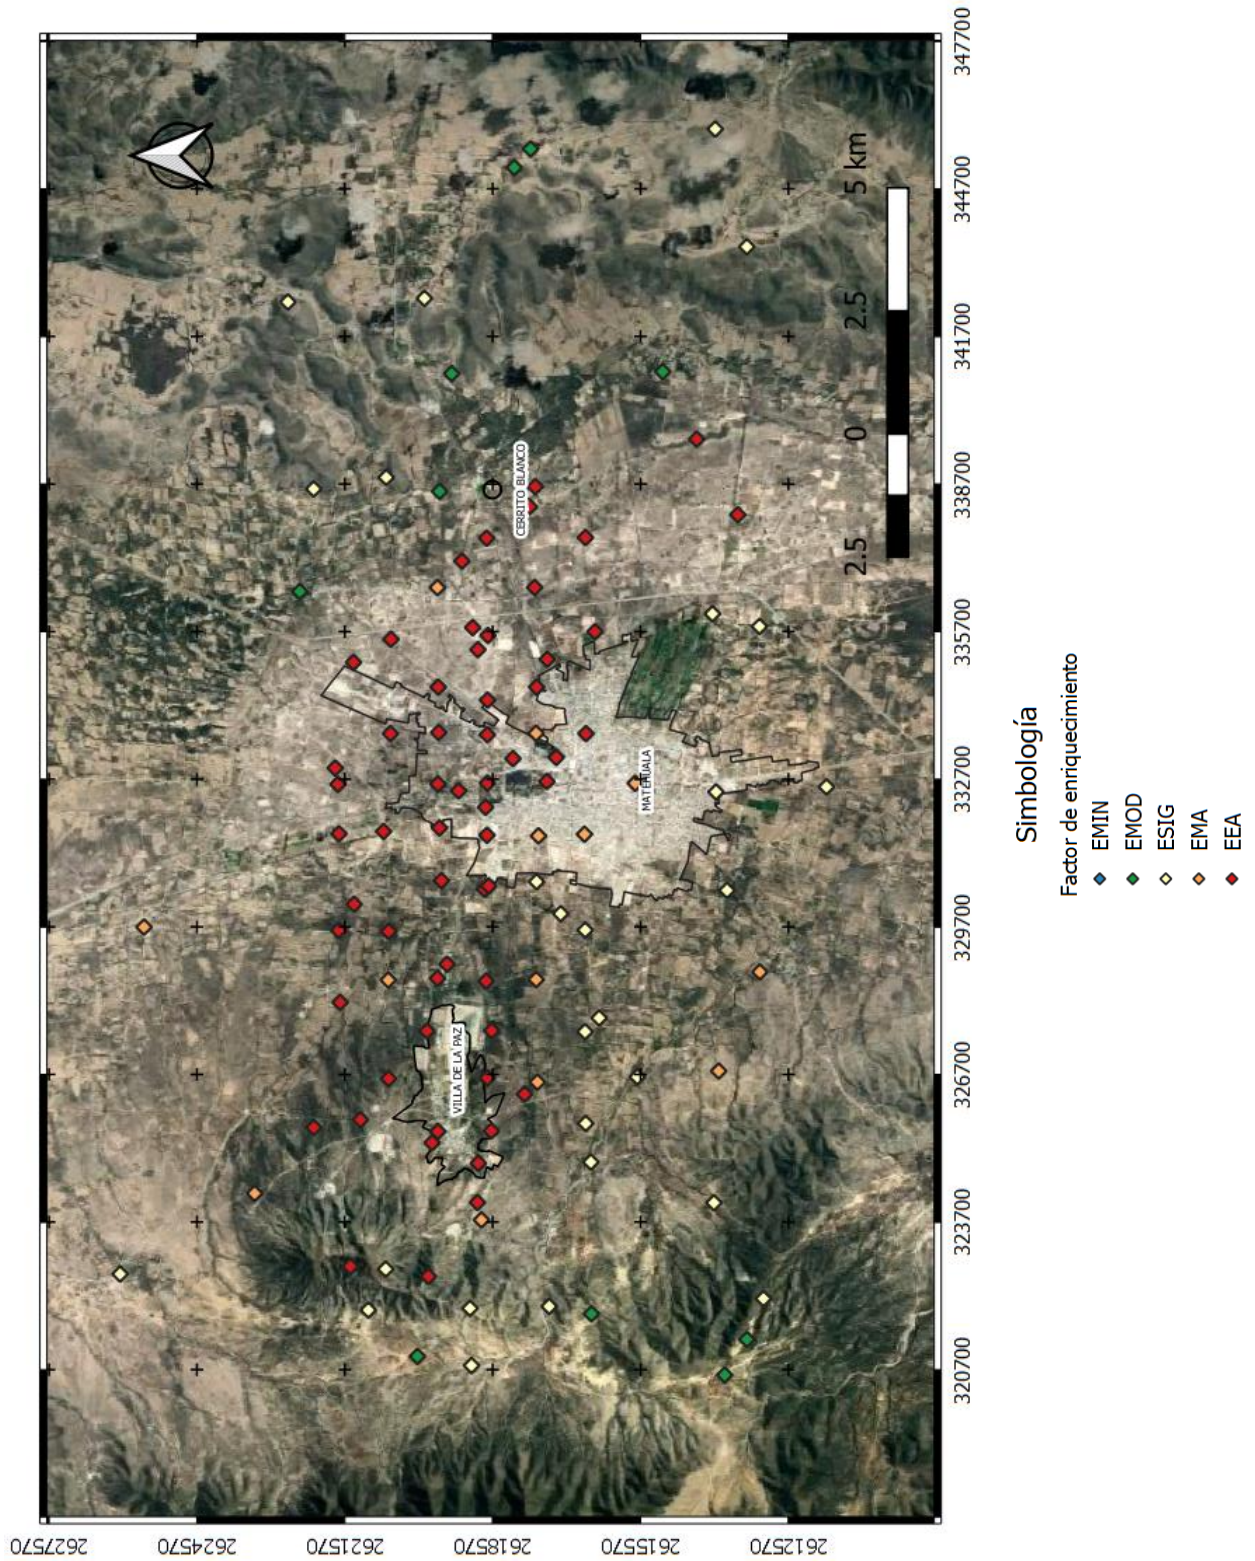 2627570
2624570
2621570
2618570
2615570
2612570
320700
323700
326700
329700
332700
335700
338700
341700
344700
347700
VILLA DE LA PAZ
MATEHUALA
CERRITO BLANCO
2.5
0
2.5
5 km
Simbología
Factor de enriquecimiento
EMIN
EMOD
ESIG
EMA
EEA